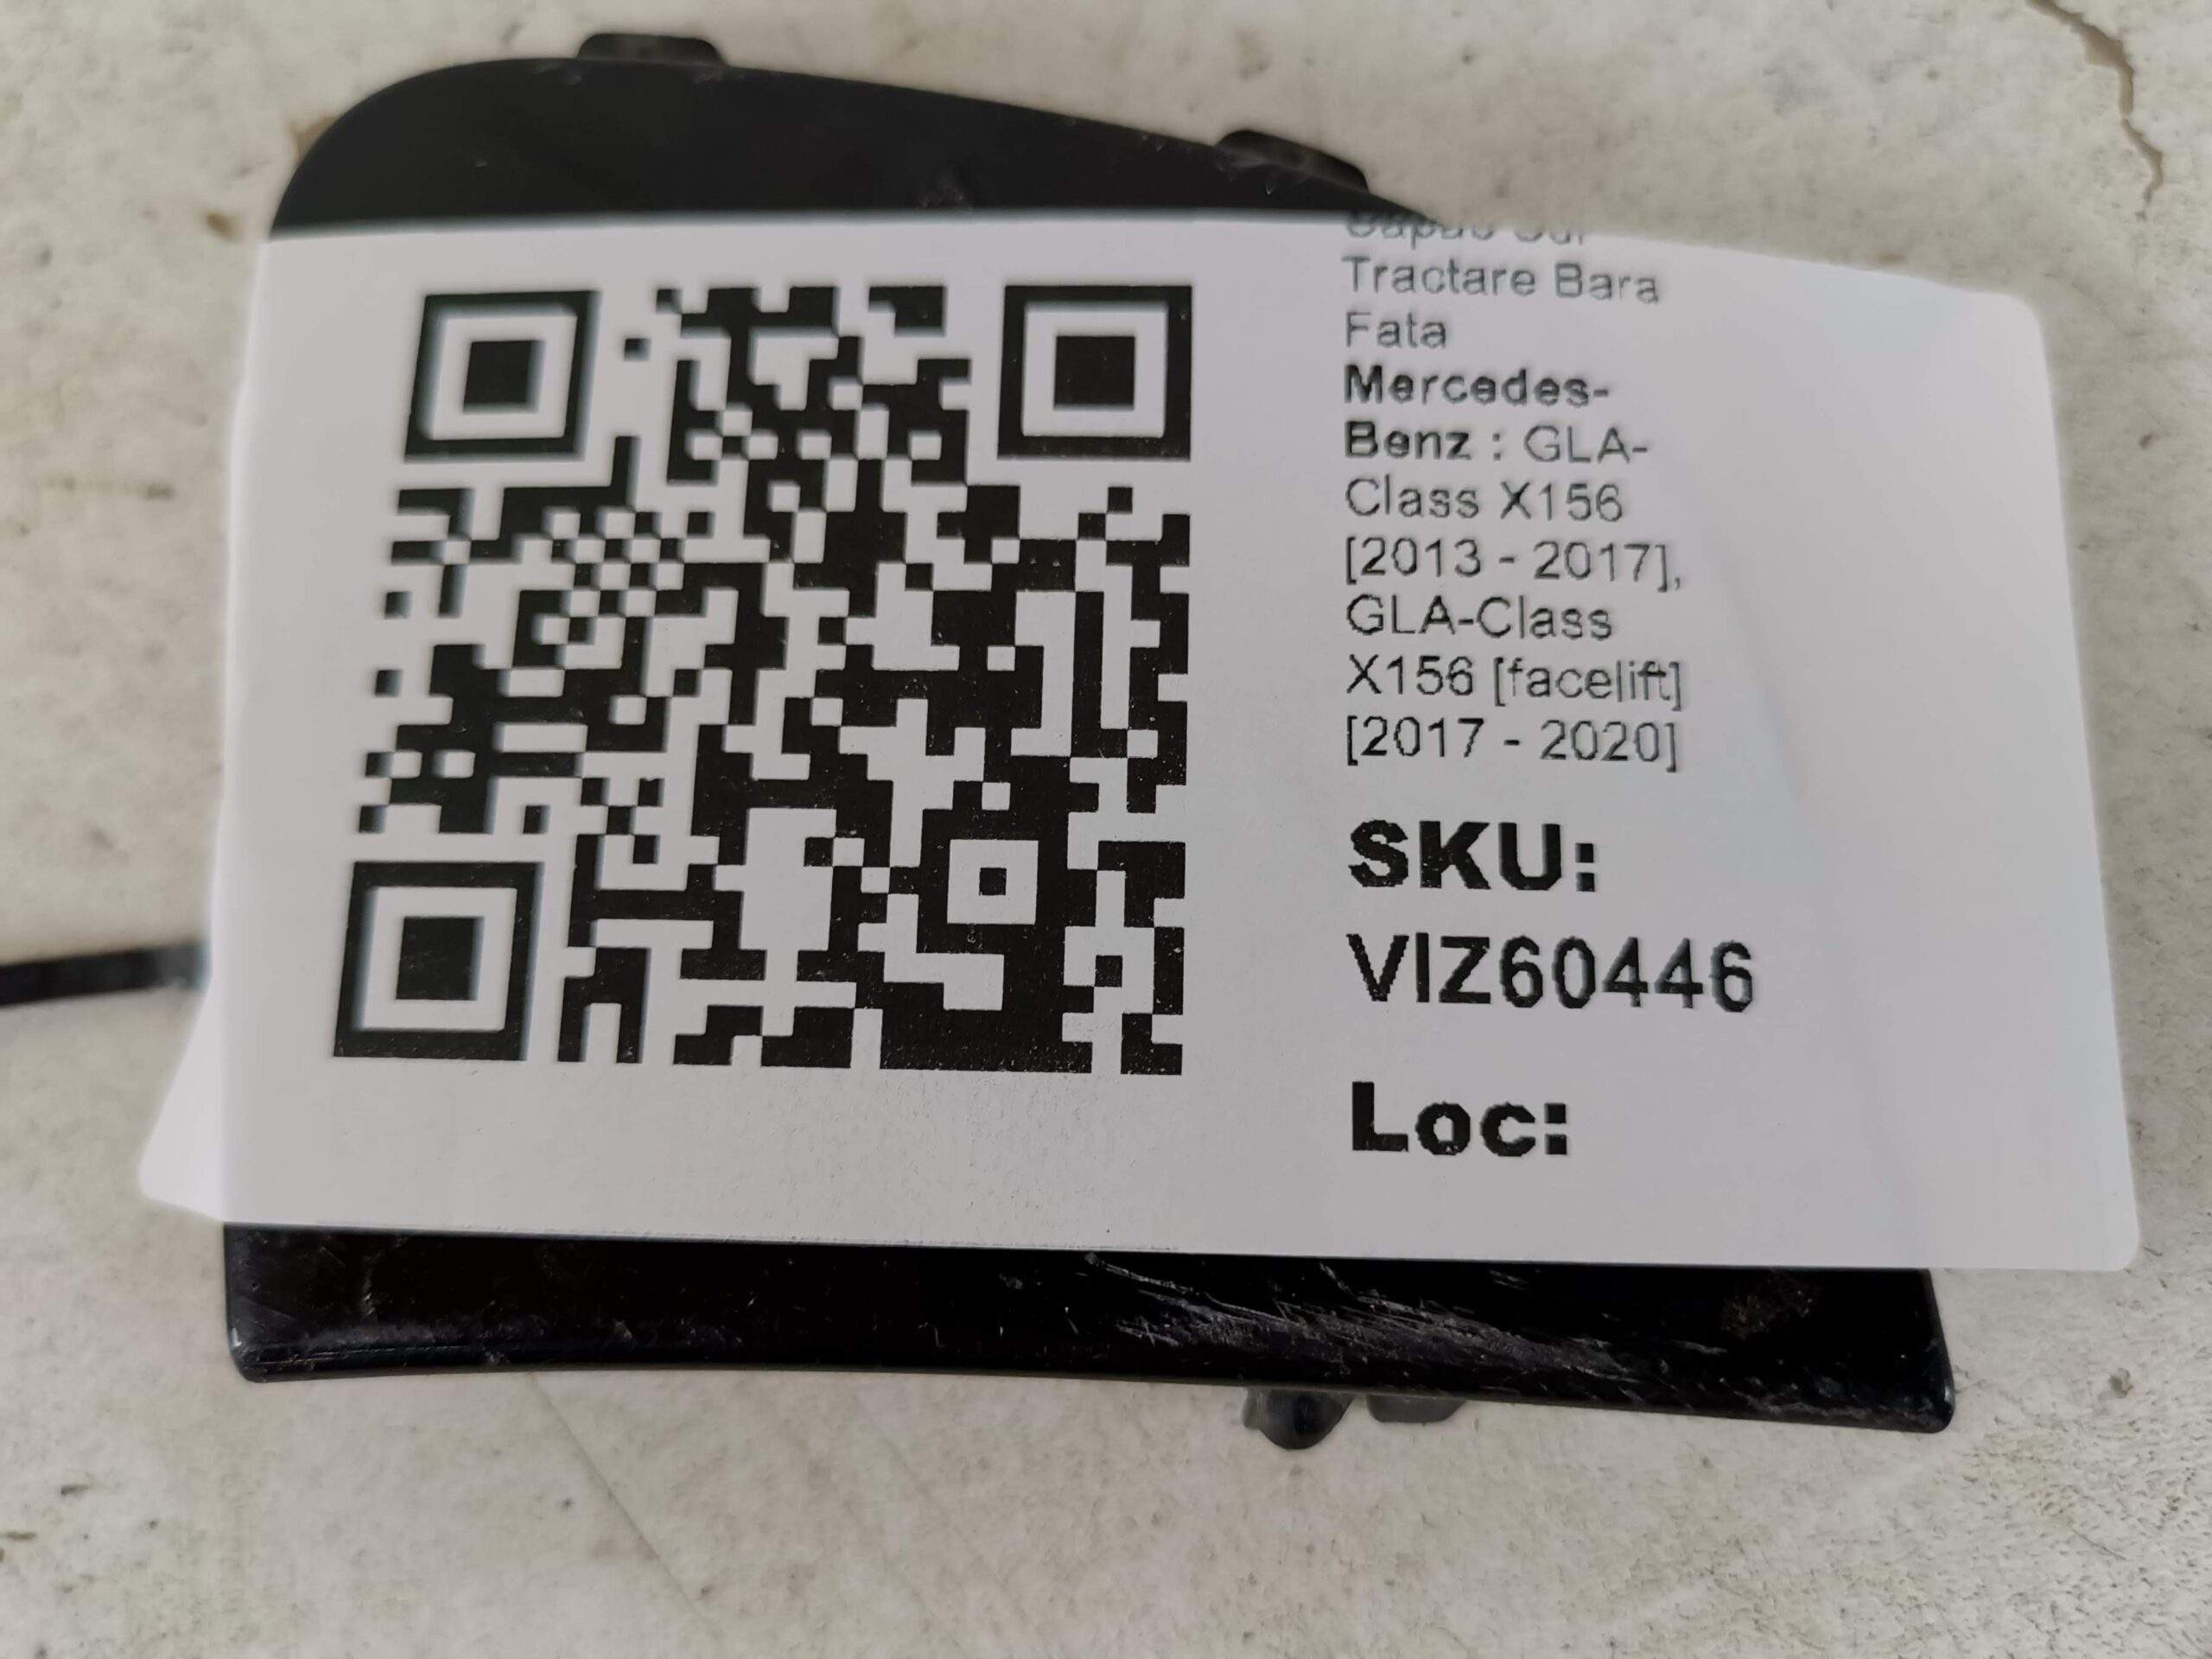 Tractare Bara
Fata
Mercedes-
Benz : GLA-
Class X156
[2013 - 2017],
GLA-Class
X156 [facelift]
[2017 - 2020]
SKU:
VIZ60446
Loc: